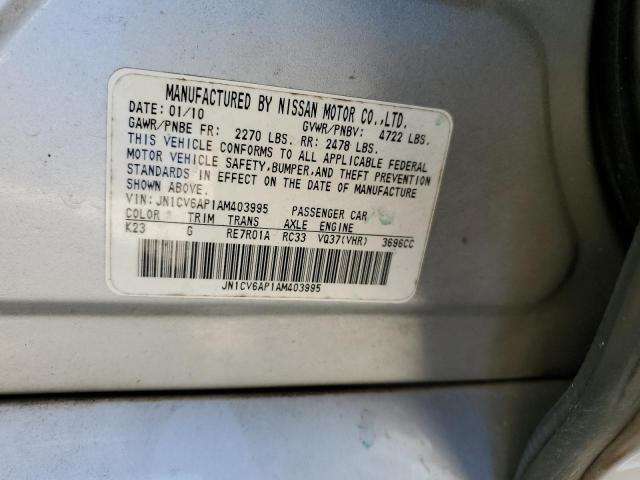 MANUFACTURED BY NISSAN MOTOR CO.,LTD.
DATE: 01/10 GVWR/PNBV: 4722 LBS.
GAWR/PNBE FR: 2270 LBS. RR: 2478 LBS.
THIS VEHICLE CONFORMS TO ALL APPLICABLE FEDERAL
MOTOR VEHICLE SAFETY,BUMPER,AND THEFT PREVENTION
STANDARDS IN EFFECT ON THE DATE OF MANUFACTURE
SHOWN ABOVE.
VIN:JN1CV6AP1AM403995 PASSENGER CAR
COLOR TRIM TRANS AXLE ENGINE
K23 G RE7R01A RC33 VQ37(VHR) 3696CC
JN1CV6AP1AM403995